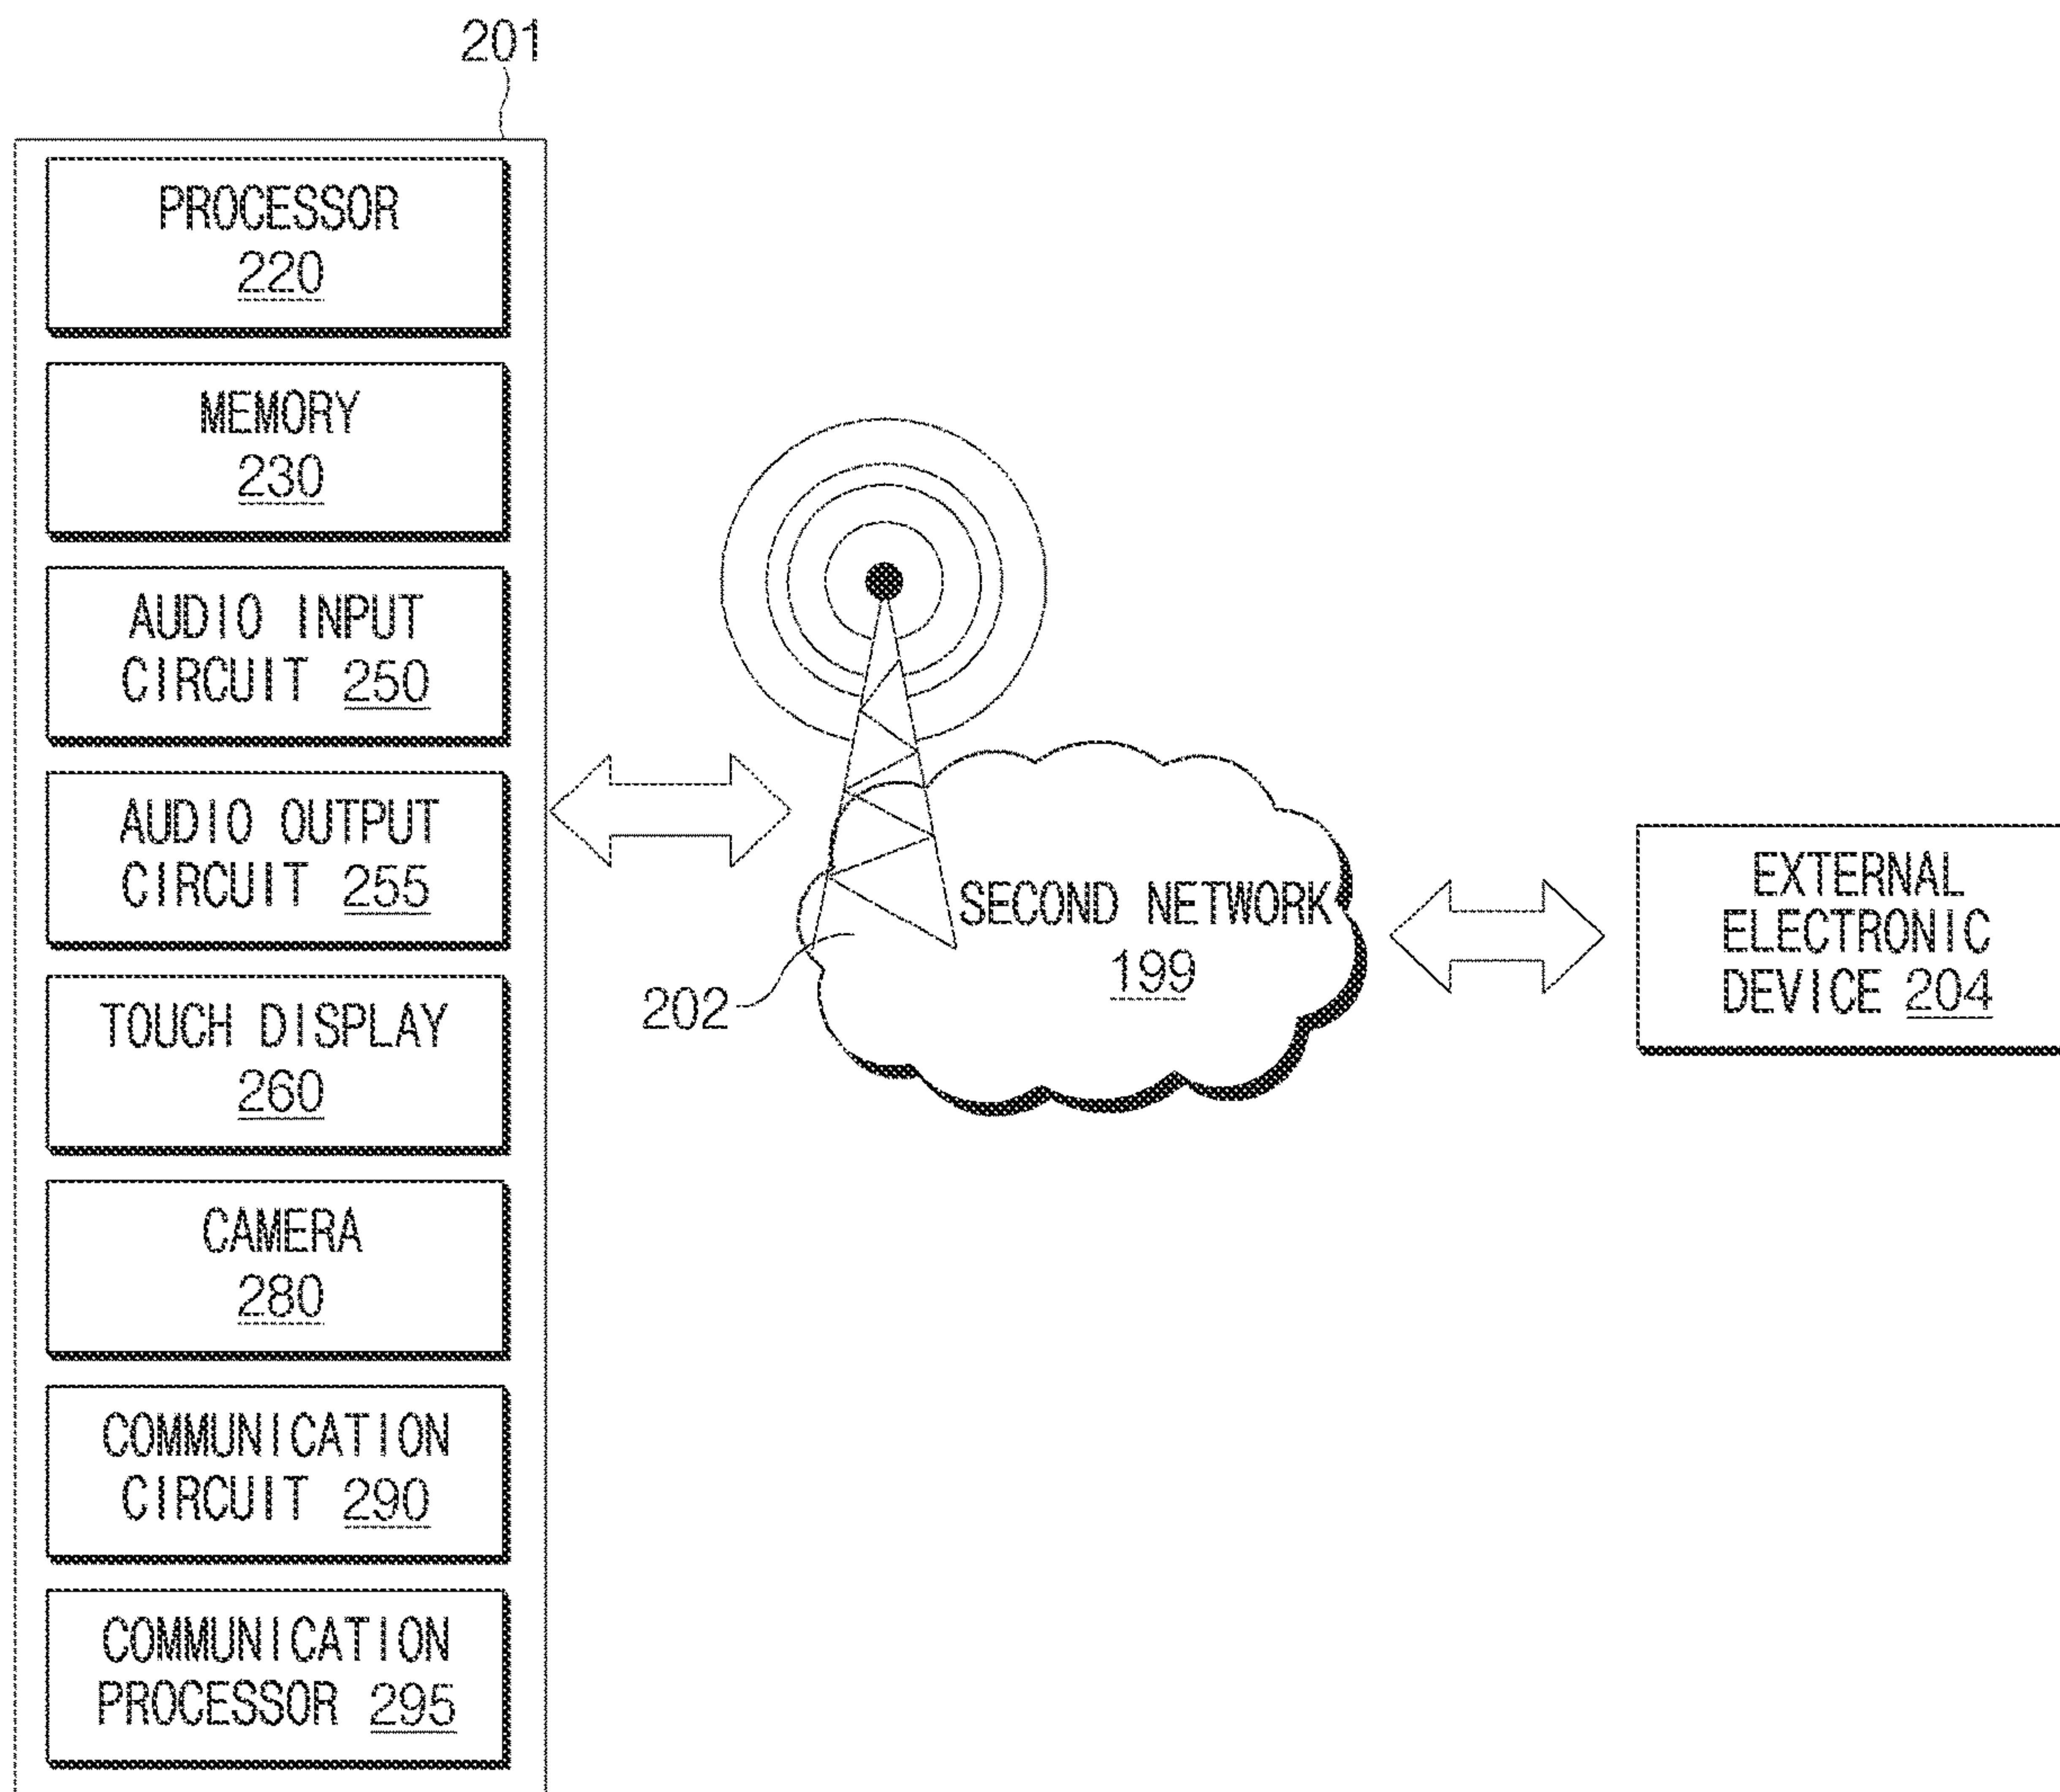 201
PROCESSOR
220
MEMORY
230
AUDIO INPUT
CIRCUIT 250
AUDIO OUTPUT
CIRCUIT 255
TOUCH DISPLAY
260
CAMERA
280
COMMUNICATION
CIRCUIT 290
COMMUNICATION
PROCESSOR 295
202
SECOND NETWORK
199
EXTERNAL
ELECTRONIC
DEVICE 204